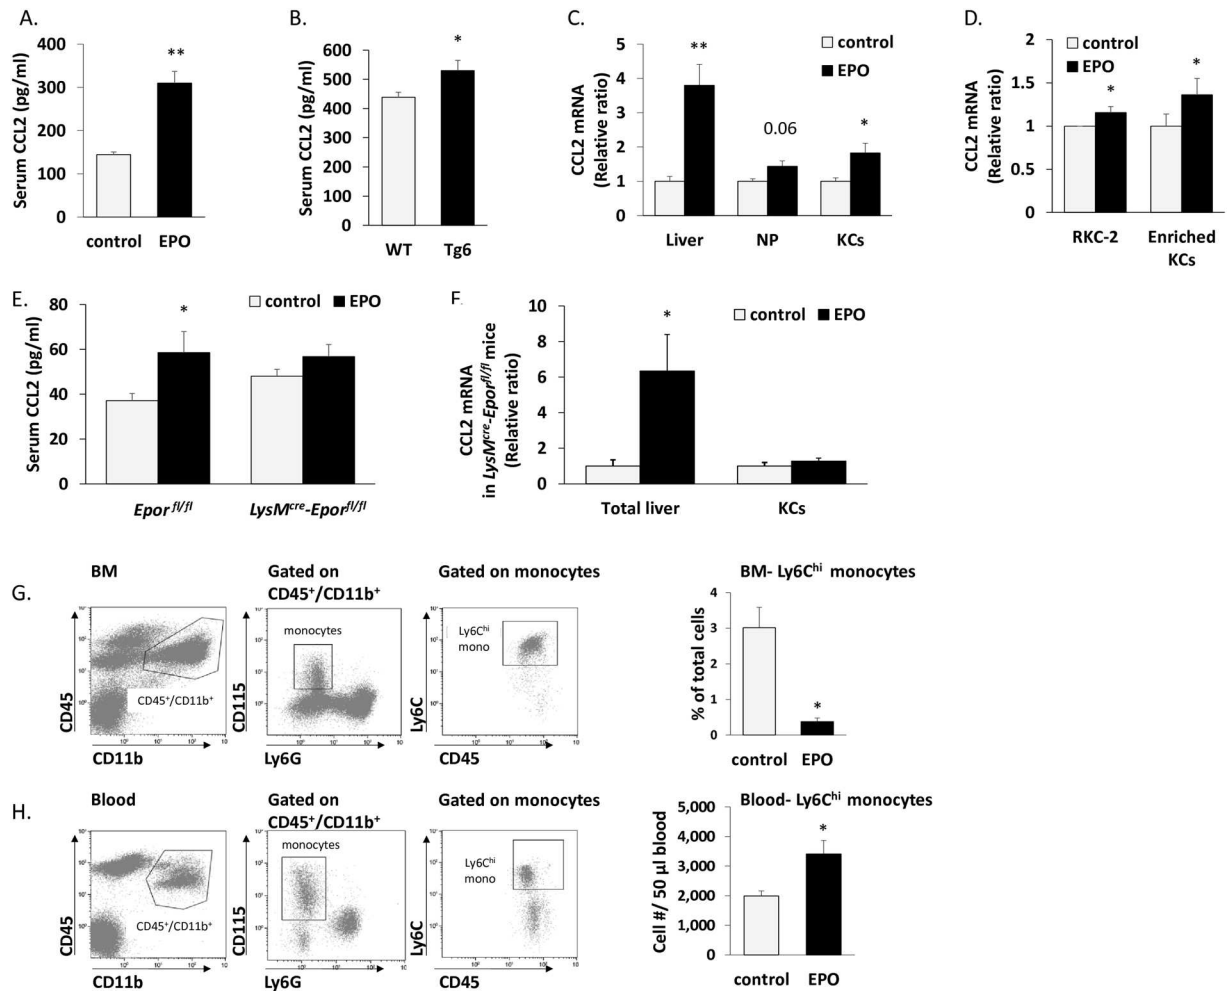 A.
400
300
200
100
0
Serum CCL2 (pg/ml)
**
control EPO
B.
600
500
400
300
200
100
0
Serum CCL2 (pg/ml)
*
WT Tg6
C.
5
4
3
2
1
0
CCL2 mRNA
(Relative ratio)
control
EPO
**
0.06
*
Liver NP KCs
D.
2
1.5
1
0.5
0
CCL2 mRNA
(Relative ratio)
control
EPO
*
*
RKC-2 Enriched
KCs
E.
80
60
40
20
0
Serum CCL2 (pg/ml)
control EPO
*
Epor fl/fl LysMcre-Eporfl/fl
F.
10
8
6
4
2
0
CCL2 mRNA
in LysMcre-Eporfl/fl mice
(Relative ratio)
control EPO
*
Total liver KCs
G.
BM
CD45
CD45+/CD11b+
CD11b
Gated on
CD45+/CD11b+
monocytes
CD115
Ly6G
Gated on monocytes
Ly6Chi
mono
Ly6C
CD45
BM- Ly6Chi monocytes
4
3
2
1
0
% of total cells
*
control EPO
H.
Blood
CD45
CD45+/CD11b+
CD11b
Gated on
CD45+/CD11b+
monocytes
CD115
Ly6G
Gated on monocytes
Ly6Chi
mono
Ly6C
CD45
Blood- Ly6Chi monocytes
5,000
4,000
3,000
2,000
1,000
0
Cell #/ 50 µl blood
*
control EPO